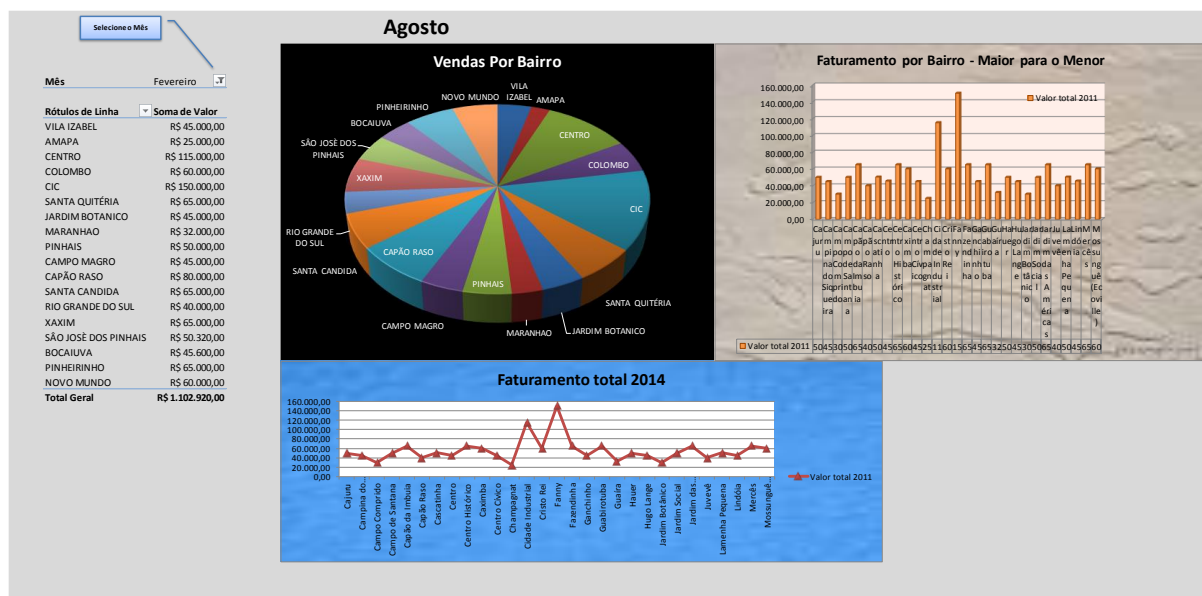 Selecione o Mês
Agosto
Mês Fevereiro
Rótulos de Linha Soma de Valor
VILA IZABEL R$ 45.000,00
AMAPA R$ 25.000,00
CENTRO R$ 115.000,00
COLOMBO R$ 60.000,00
CIC R$ 150.000,00
SANTA QUITÉRIA R$ 65.000,00
JARDIM BOTANICO R$ 45.000,00
MARANHAO R$ 32.000,00
PINHAIS R$ 50.000,00
CAMPO MAGRO R$ 45.000,00
CAPÃO RASO R$ 80.000,00
SANTA CANDIDA R$ 65.000,00
RIO GRANDE DO SUL R$ 40.000,00
XAXIM R$ 65.000,00
SÂO JOSÈ DOS PINHAIS R$ 50.320,00
BOCAIUVA R$ 45.600,00
PINHEIRINHO R$ 65.000,00
NOVO MUNDO R$ 60.000,00
Total Geral R$ 1.102.920,00
Vendas Por Bairro
VILA
IZABEL
AMAPA
CENTRO
COLOMBO
CIC
SANTA QUITÉRIA
JARDIM BOTANICO
MARANHAO
PINHAIS
CAMPO MAGRO
CAPÃO RASO
SANTA CANDIDA
RIO GRANDE
DO SUL
XAXIM
SÂO JOSÈ DOS
PINHAIS
BOCAIUVA
PINHEIRINHO
NOVO MUNDO
Faturamento por Bairro - Maior para o Menor
Valor total 2011
160.000,00
140.000,00
120.000,00
100.000,00
80.000,00
60.000,00
40.000,00
20.000,00
0,00
Valor total 2011
Faturamento total 2014
160.000,00
140.000,00
120.000,00
100.000,00
80.000,00
60.000,00
40.000,00
20.000,00
0,00
Valor total 2011
Cajuru
Campina do...
Campo Comprido
Campo de Santana
Capão da Imbuia
Capão Raso
Cascatinha
Centro
Centro Histórico
Caximba
Centro Cívico
Champagnat
Cidade Industrial
Cristo Rei
Fanny
Fazendinha
Ganchinho
Guabirotuba
Guaira
Hauer
Hugo Lange
Jardim Botânico
Jardim Social
Jardim das...
Juvevê
Lamenha Pequena
Lindóia
Mercês
Mossunguê...